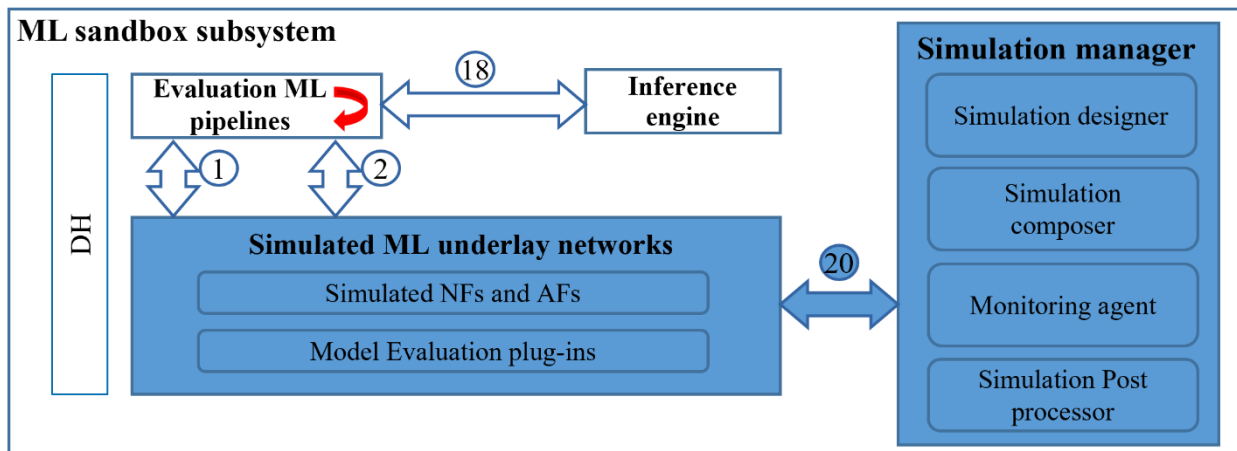 ML sandbox subsystem
DH
Evaluation ML
pipelines
18
Inference
engine
1
2
Simulated ML underlay networks
Simulated NFs and AFs
Model Evaluation plug-ins
20
Simulation manager
Simulation designer
Simulation
composer
Monitoring agent
Simulation Post
processor